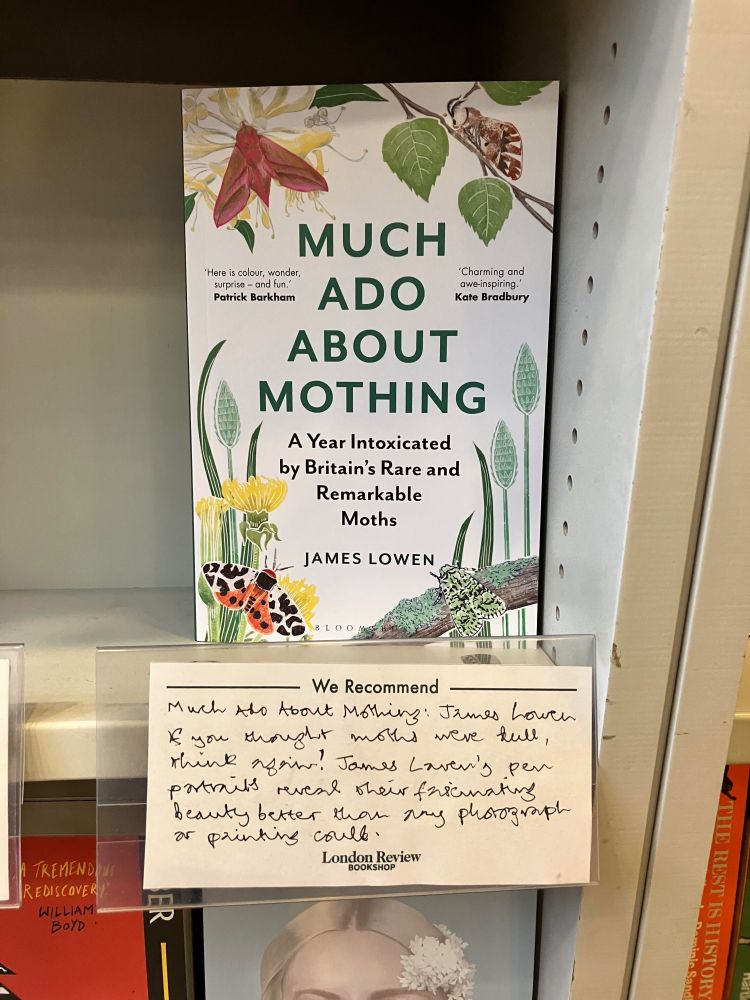 MUCH
ADO
ABOUT
MOTHING
'Here is colour, wonder,
surprise – and fun.'
Patrick Barkham
'Charming and
awe-inspiring.'
Kate Bradbury
A Year Intoxicated
by Britain's Rare and
Remarkable
Moths
JAMES LOWEN
BLOOMSBU
We Recommend
Much Ado About Mothing: James Lowen
If you thought moths were dull,
think again! James Lowen's pen
portraits reveal their fascinating
beauty better than any photograph
or painting could.
London Review
BOOKSHOP
A TREMENDOUS
REDISCOVERY'
WILLIAM
BOYD
THE REST IS HISTORY